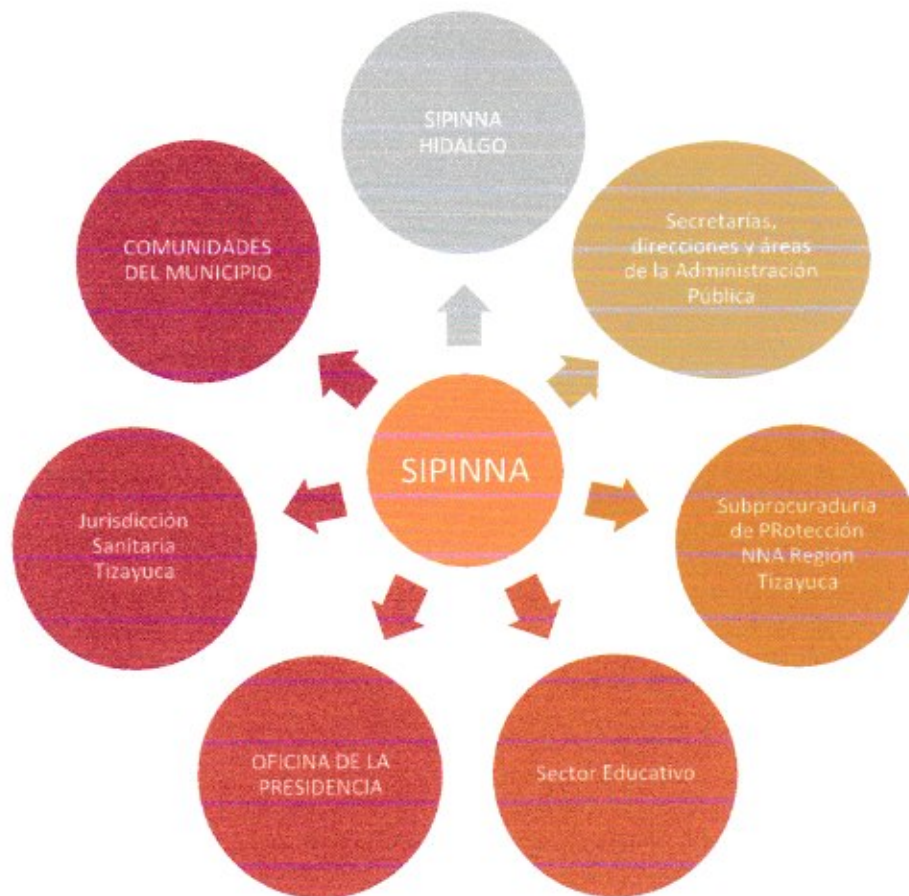 SIPINNA
HIDALGO
Secretarías,
direcciones y áreas
de la Administración
Pública
Subprocuraduría
de PRotección
NNA Región
Tizayuca
Sector Educativo
OFICINA DE LA
PRESIDENCIA
Jurisdicción
Sanitaria
Tizayuca
COMUNIDADES
DEL MUNICIPIO
SIPINNA